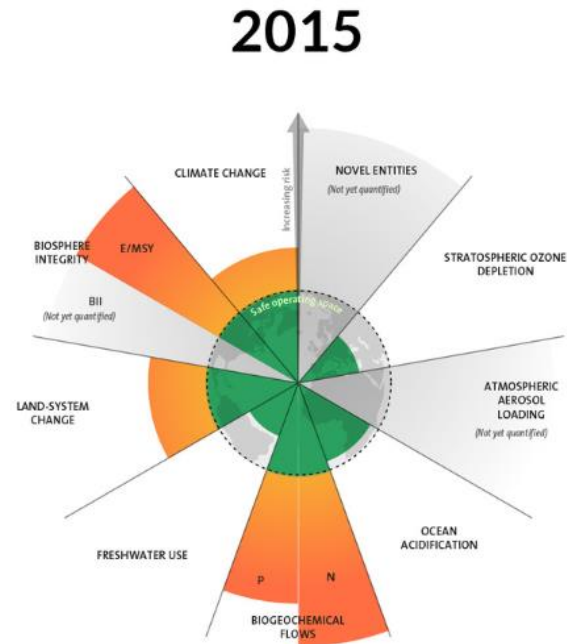 2015
CLIMATE CHANGE
Increasing risk
NOVEL ENTITIES
(Not yet quantified)
STRATOSPHERIC OZONE
DEPLETION
ATMOSPHERIC
AEROSOL
LOADING
(Not yet quantified)
OCEAN
ACIDIFICATION
N
P
BIOGEOCHEMICAL
FLOWS
FRESHWATER USE
LAND-SYSTEM
CHANGE
BII
(Not yet quantified)
BIOSPHERE
INTEGRITY
E/MSY
Safe operating space